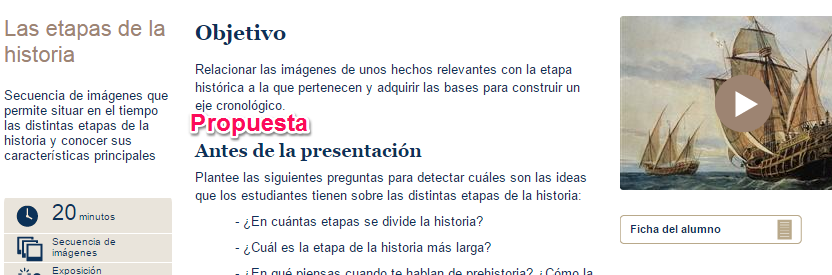 Las etapas de la
historia
Secuencia de imágenes que
permite situar en el tiempo
las distintas etapas de la
historia y conocer sus
características principales
20 minutos
Secuencia de
imágenes
Exposición
Objetivo
Relacionar las imágenes de unos hechos relevantes con la etapa
histórica a la que pertenecen y adquirir las bases para construir un
eje cronológico.
Propuesta
Antes de la presentación
Plantee las siguientes preguntas para detectar cuáles son las ideas
que los estudiantes tienen sobre las distintas etapas de la historia:
- ¿En cuántas etapas se divide la historia?
- ¿Cuál es la etapa de la historia más larga?
- ¿En qué piensas cuando te hablan de prehistoria? ¿Cómo la
Ficha del alumno